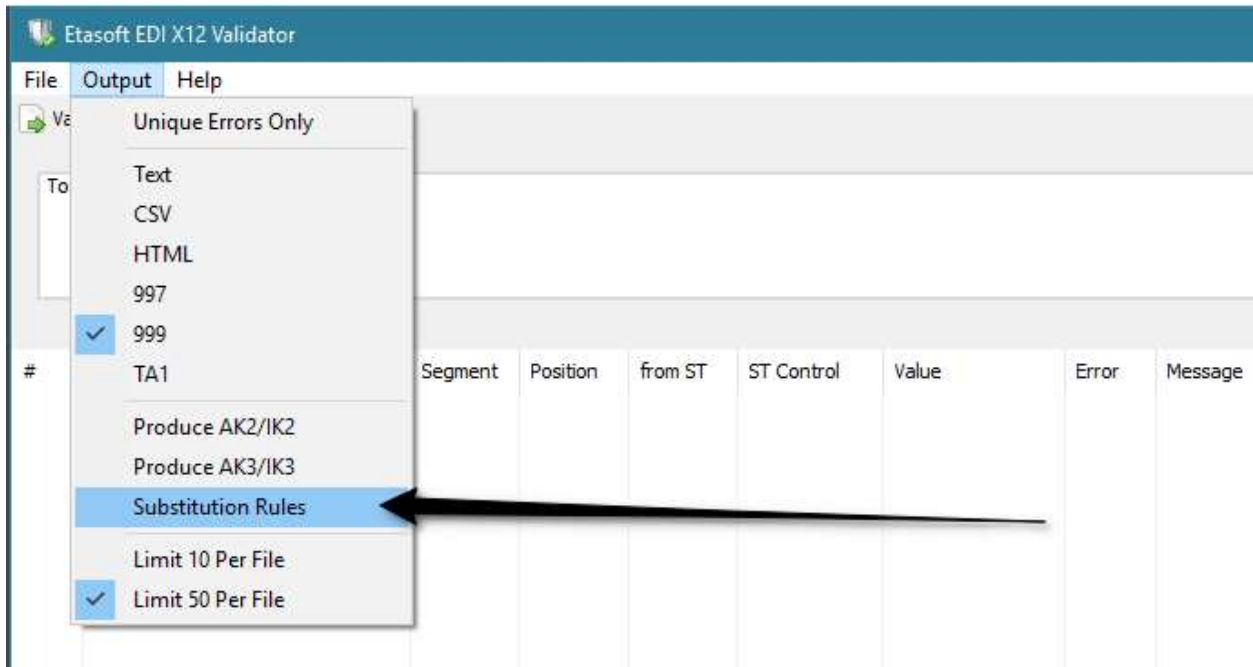 Etasoft EDI X12 Validator
File Output Help
Va
Unique Errors Only
To
Text
CSV
HTML
997
999
TA1
# Segment Position from ST ST Control Value Error Message
Produce AK2/IK2
Produce AK3/IK3
Substitution Rules
Limit 10 Per File
Limit 50 Per File